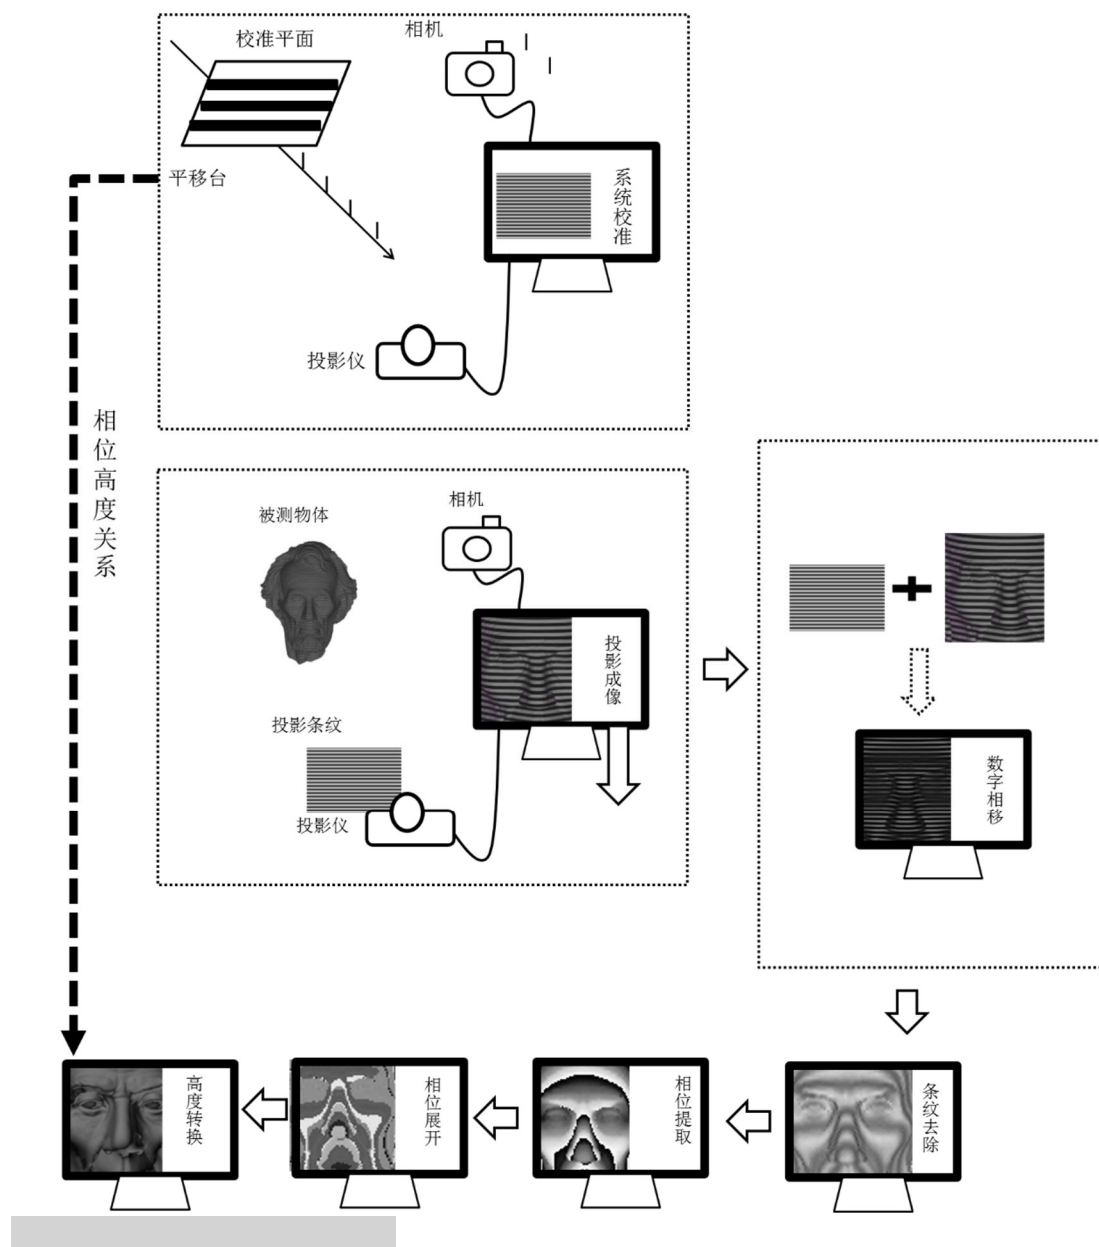 校准平面
相机
平移台
系统校准
投影仪
相位高度关系
被测物体
相机
投影成像
投影条纹
投影仪
数字相移
高度转换
相位展开
相位提取
条纹去除